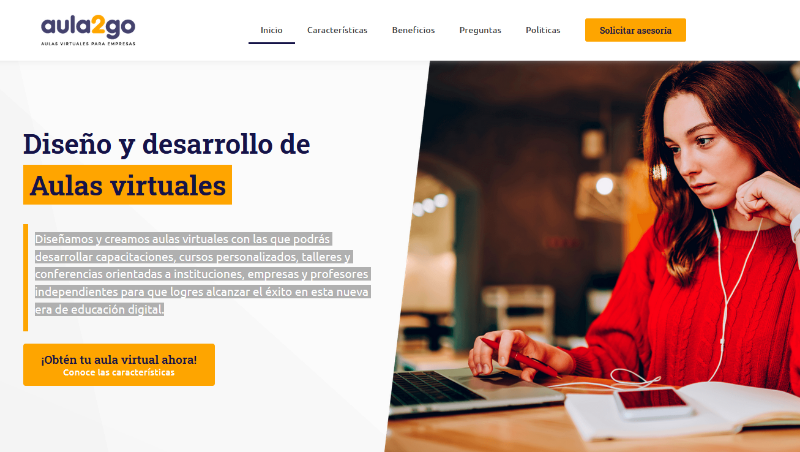 aula2go
AULAS VIRTUALES PARA EMPRESAS
Inicio
Características
Beneficios
Preguntas
Politicas
Solicitar asesoría
Diseño y desarrollo de
Aulas virtuales
Diseñamos y creamos aulas virtuales con las que podrás
desarrollar capacitaciones, cursos personalizados, talleres y
conferencias orientadas a instituciones, empresas y profesores
independientes para que logres alcanzar el éxito en esta nueva
era de educación digital.
¡Obtén tu aula virtual ahora!
Conoce las características